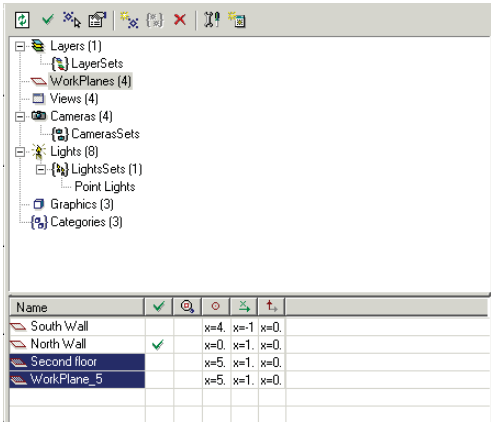 Layers (1)
LayerSets
WorkPlanes (4)
Views (4)
Cameras (4)
CamerasSets
Lights (8)
LightsSets (1)
Point Lights
Graphics (3)
Categories (3)
Name
South Wall x=4. x=-1 x=0.
North Wall x=0. x=1. x=0.
Second floor x=5. x=1. x=0.
WorkPlane_5 x=5. x=1. x=0.